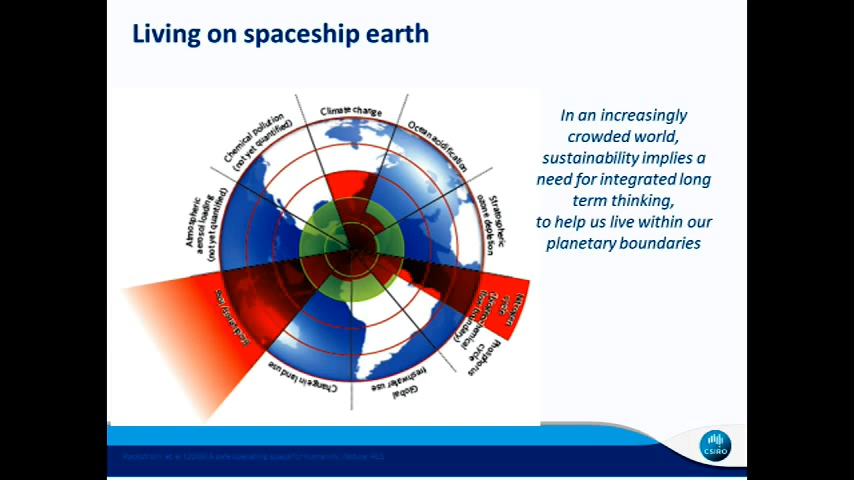 Living on spaceship earth
Climate change
Ocean acidification
Stratospheric
ozone depletion
Nitrogen
cycle
(biogeochemical
flow boundary)
Phosphorus
cycle
Global
freshwater use
Change in land use
Biodiversity loss
Atmospheric
aerosol loading
(not yet quantified)
Chemical pollution
(not yet quantified)
In an increasingly
crowded world,
sustainability implies a
need for integrated long
term thinking,
to help us live within our
planetary boundaries
CSIRO